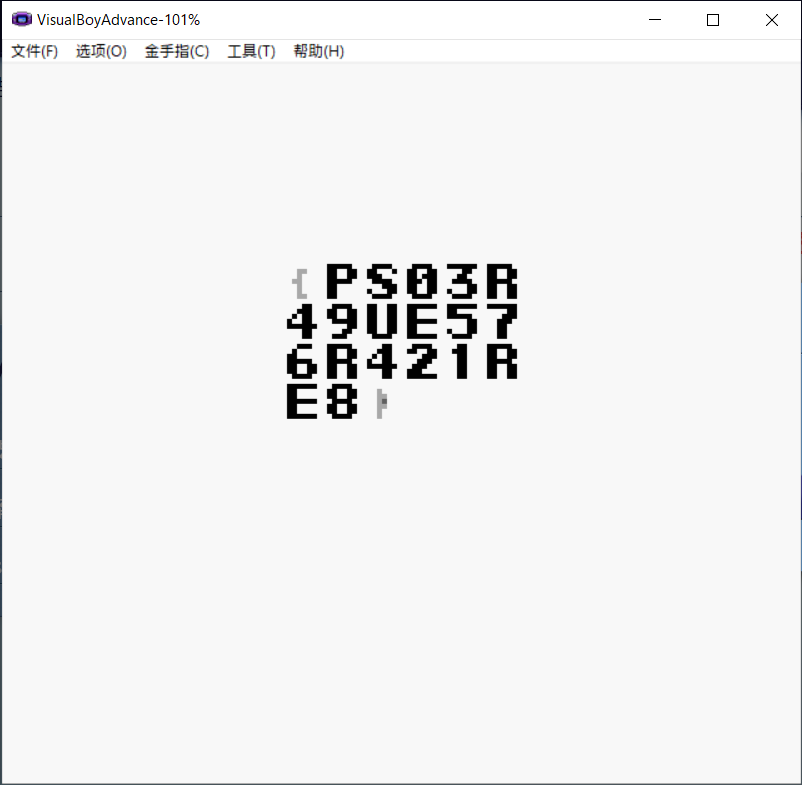 VisualBoyAdvance-101%
文件(F) 选项(O) 金手指(C) 工具(T) 帮助(H)
{PS03R
49UE57
6R421R
E8